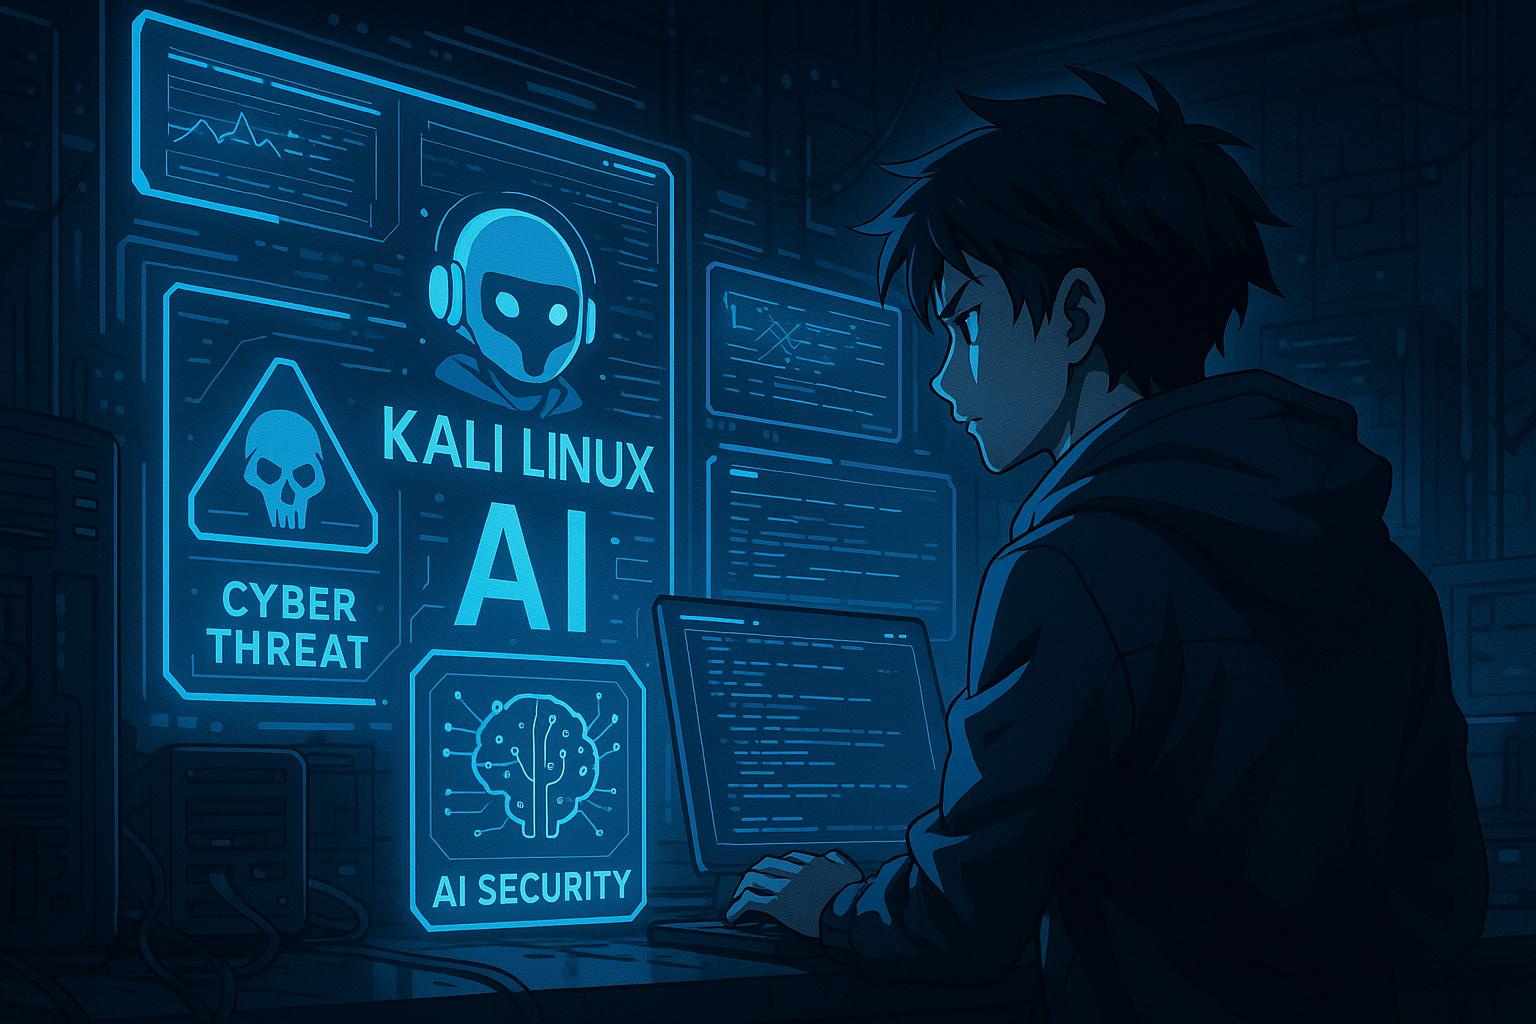 KALI LINUX
AI
CYBER
THREAT
AI SECURITY